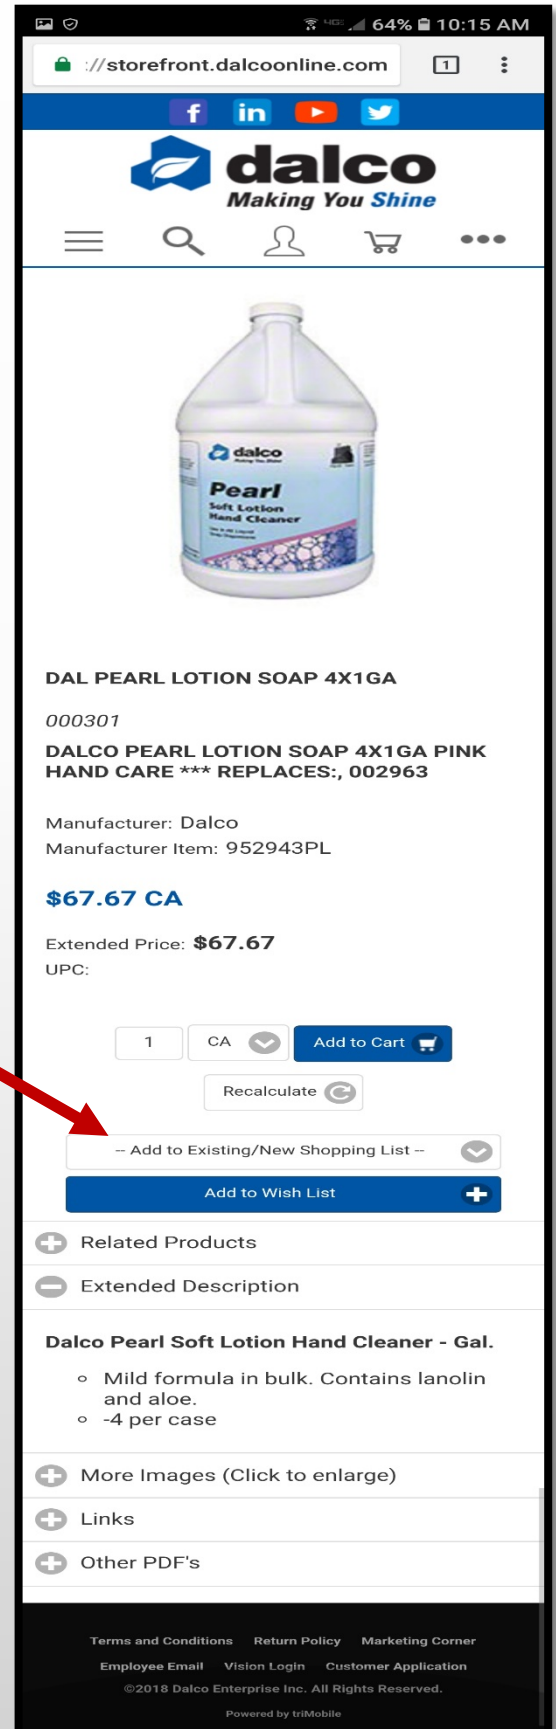 4G 64% 10:15 AM
://storefront.dalcoonline.com 1
f in
dalco
Making You Shine
dalco
Making You Shine
Pearl
Soft Lotion
Hand Cleaner
DAL PEARL LOTION SOAP 4X1GA
000301
DALCO PEARL LOTION SOAP 4X1GA PINK
HAND CARE *** REPLACES:, 002963
Manufacturer: Dalco
Manufacturer Item: 952943PL
$67.67 CA
Extended Price: $67.67
UPC:
1 CA Add to Cart
Recalculate
-- Add to Existing/New Shopping List --
Add to Wish List
Related Products
Extended Description
Dalco Pearl Soft Lotion Hand Cleaner - Gal.
Mild formula in bulk. Contains lanolin
and aloe.
-4 per case
More Images (Click to enlarge)
Links
Other PDF's
Terms and Conditions Return Policy Marketing Corner
Employee Email Vision Login Customer Application
©2018 Dalco Enterprise Inc. All Rights Reserved.
Powered by triMobile